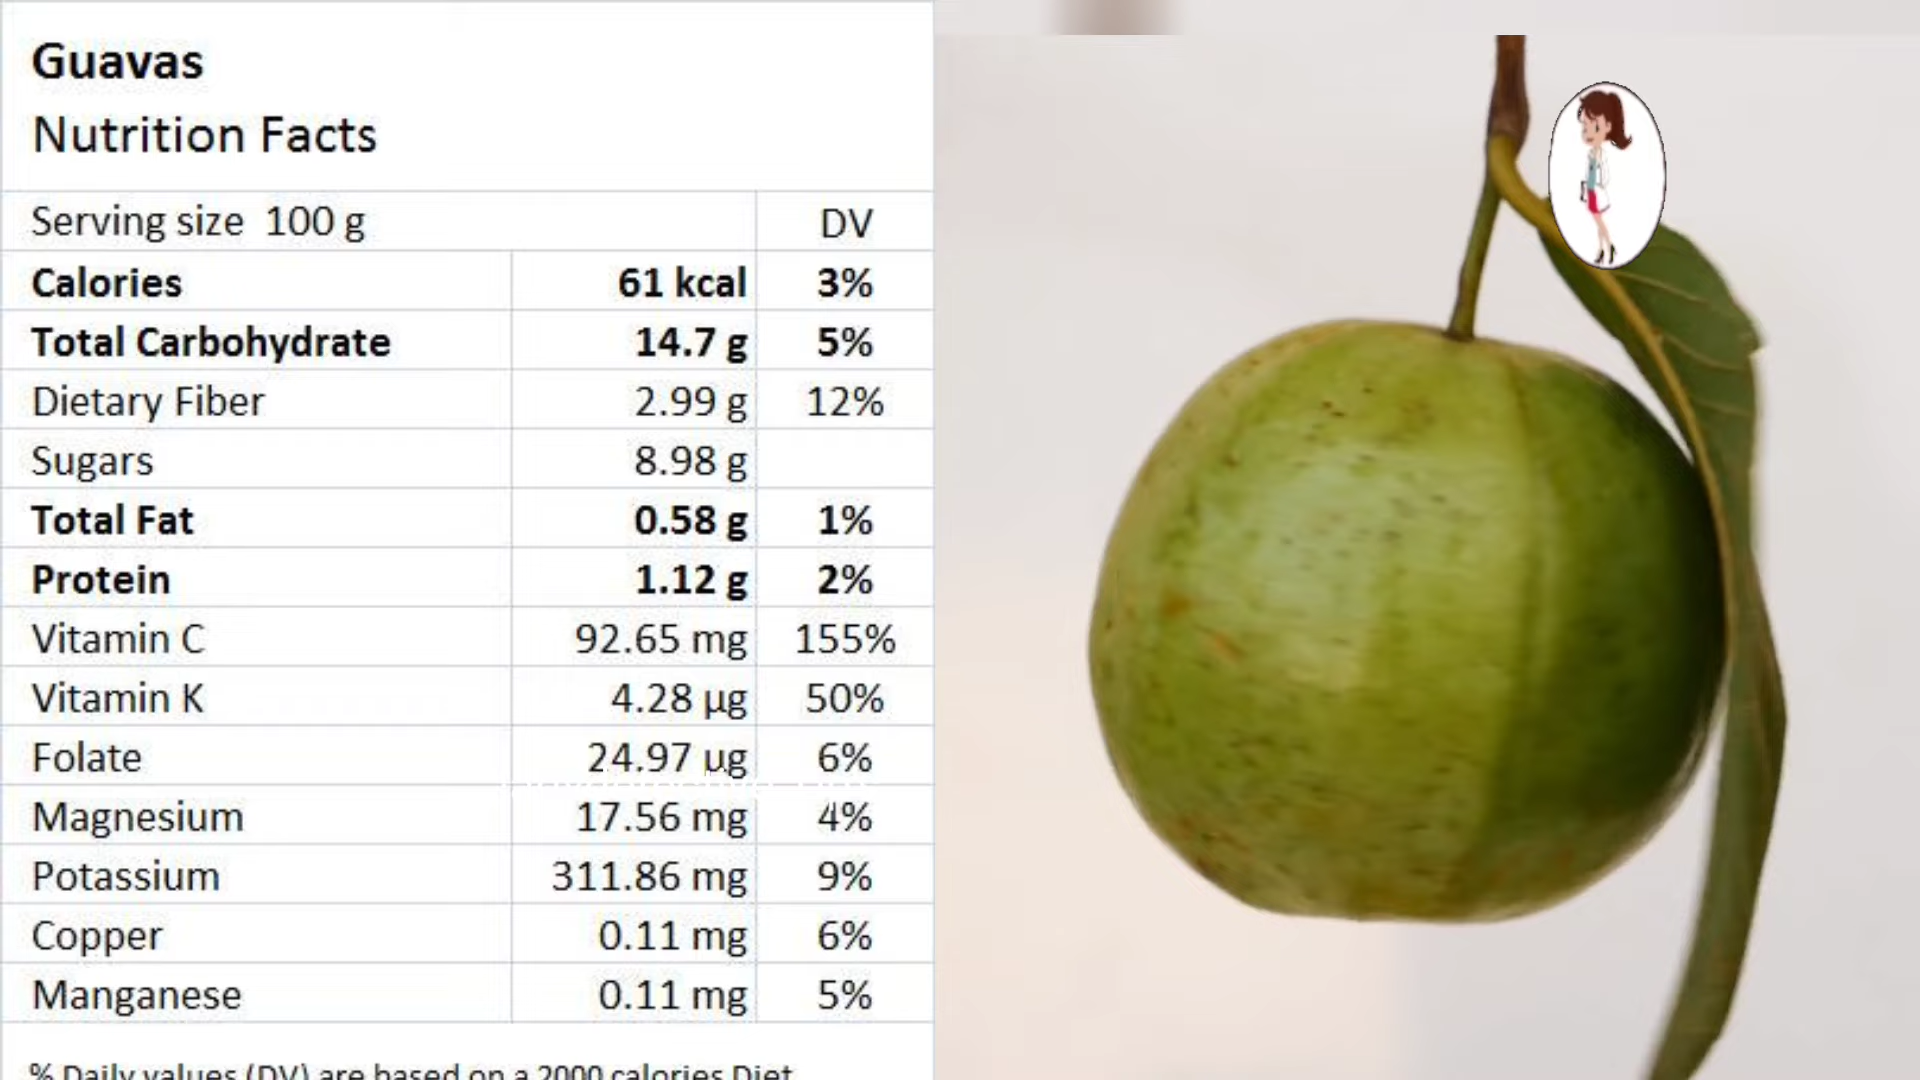 Guavas
Nutrition Facts
Serving size 100 g DV
Calories 61 kcal 3%
Total Carbohydrate 14.7 g 5%
Dietary Fiber 2.99 g 12%
Sugars 8.98 g
Total Fat 0.58 g 1%
Protein 1.12 g 2%
Vitamin C 92.65 mg 155%
Vitamin K 4.28 µg 50%
Folate 24.97 µg 6%
Magnesium 17.56 mg 4%
Potassium 311.86 mg 9%
Copper 0.11 mg 6%
Manganese 0.11 mg 5%
% Daily values (DV) are based on a 2000 calories Diet